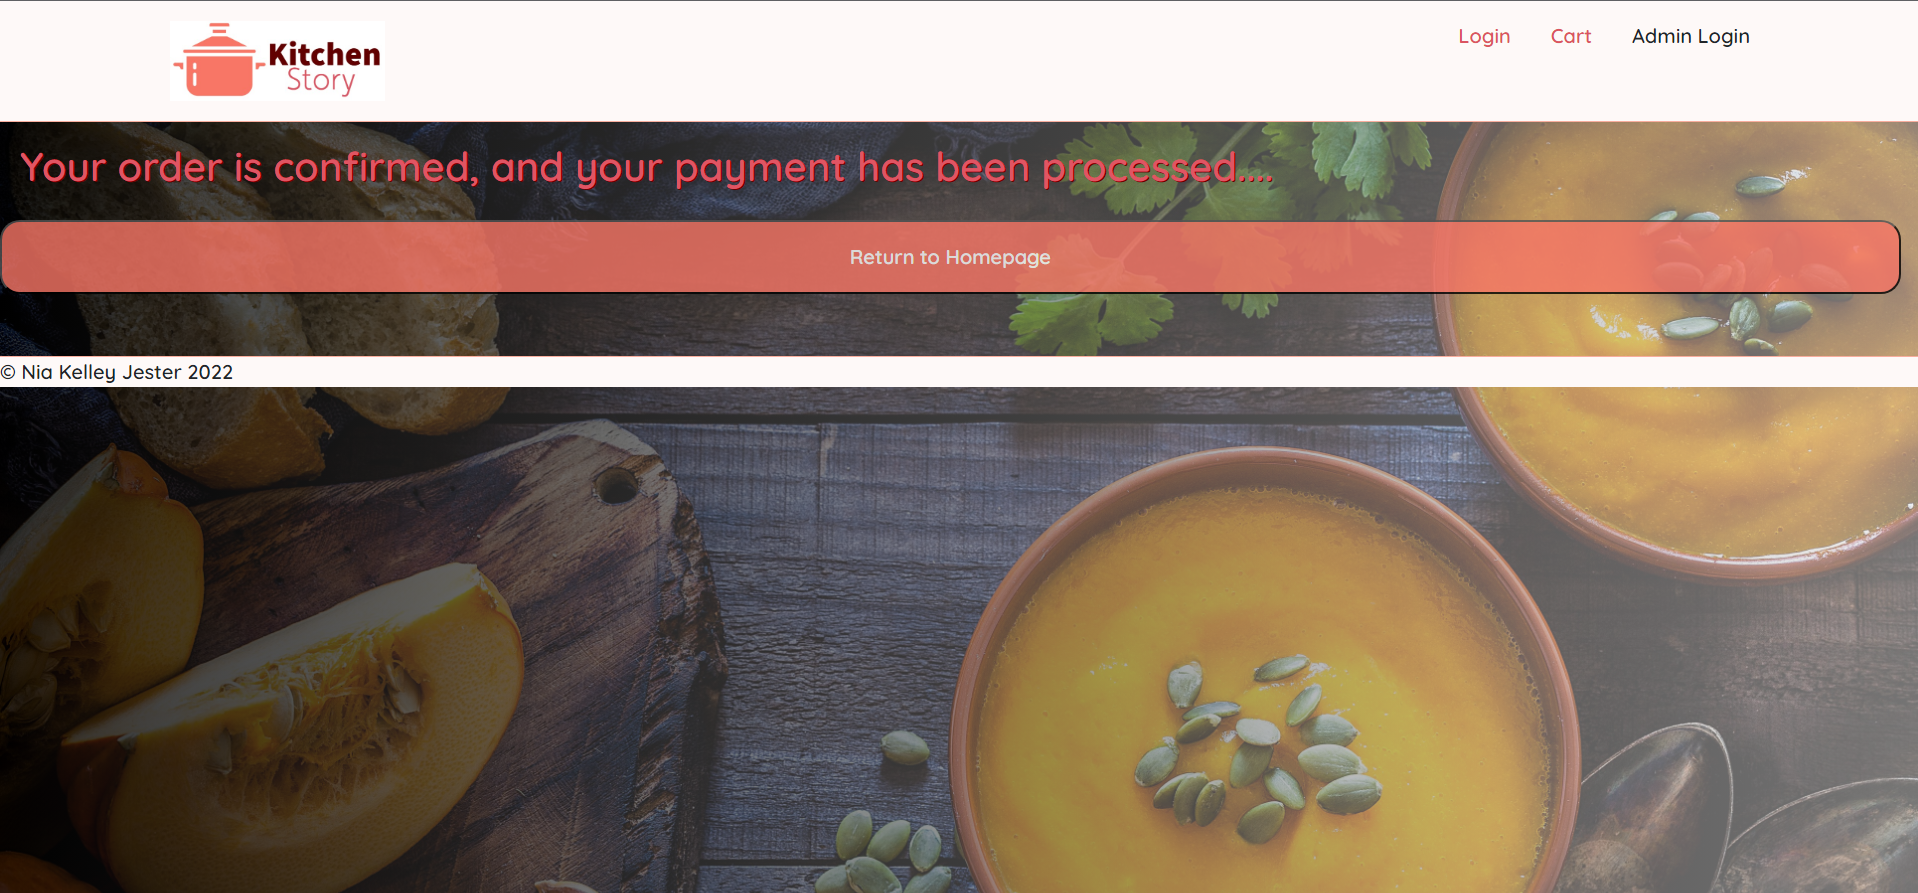 Kitchen
Story
Login
Cart
Admin Login
Your order is confirmed, and your payment has been processed....
Return to Homepage
© Nia Kelley Jester 2022